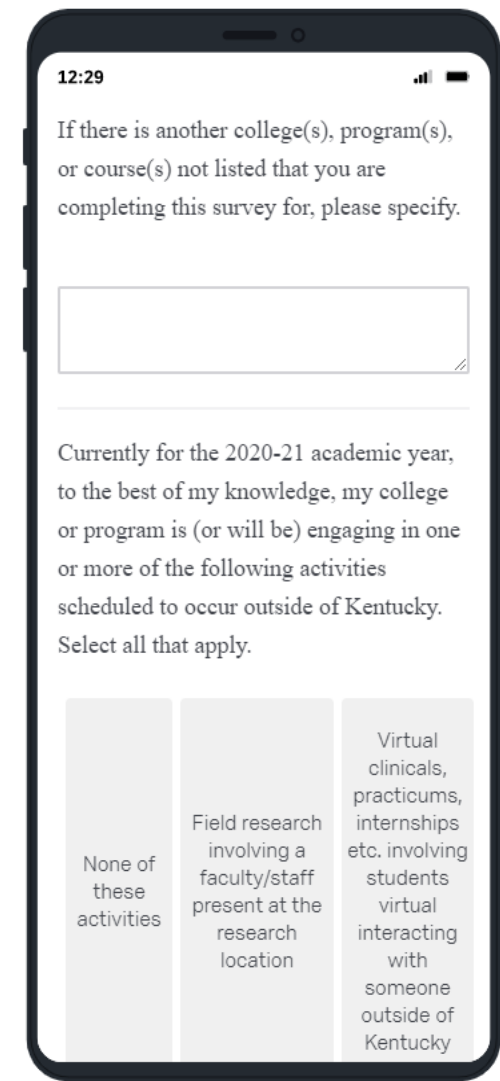 12:29
If there is another college(s), program(s),
or course(s) not listed that you are
completing this survey for, please specify.
Currently for the 2020-21 academic year,
to the best of my knowledge, my college
or program is (or will be) engaging in one
or more of the following activities
scheduled to occur outside of Kentucky.
Select all that apply.
None of
these
activities
Field research
involving a
faculty/staff
present at the
research
location
Virtual
clinicals,
practicums,
internships
etc. involving
students
virtual
interacting
with
someone
outside of
Kentucky